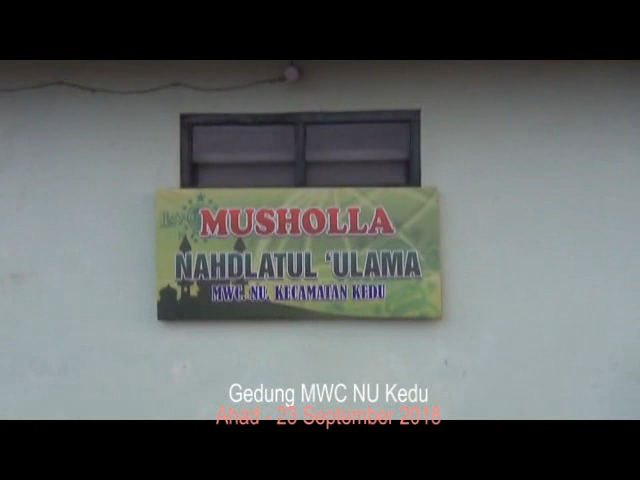 MUSHOLLA
NAHDLATUL 'ULAMA
MWC. NU. KECAMATAN KEDU
Gedung MWC NU Kedu
Ahad - 23 September 2018